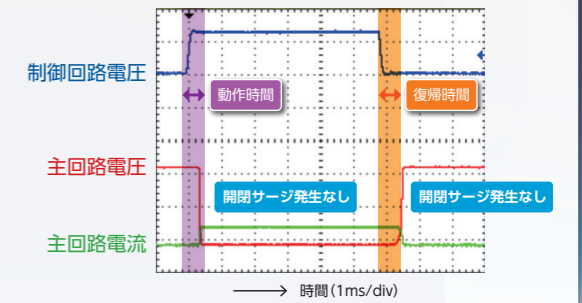 制御回路電圧
動作時間
復帰時間
主回路電圧
開閉サージ発生なし
開閉サージ発生なし
主回路電流
時間(1ms/div)